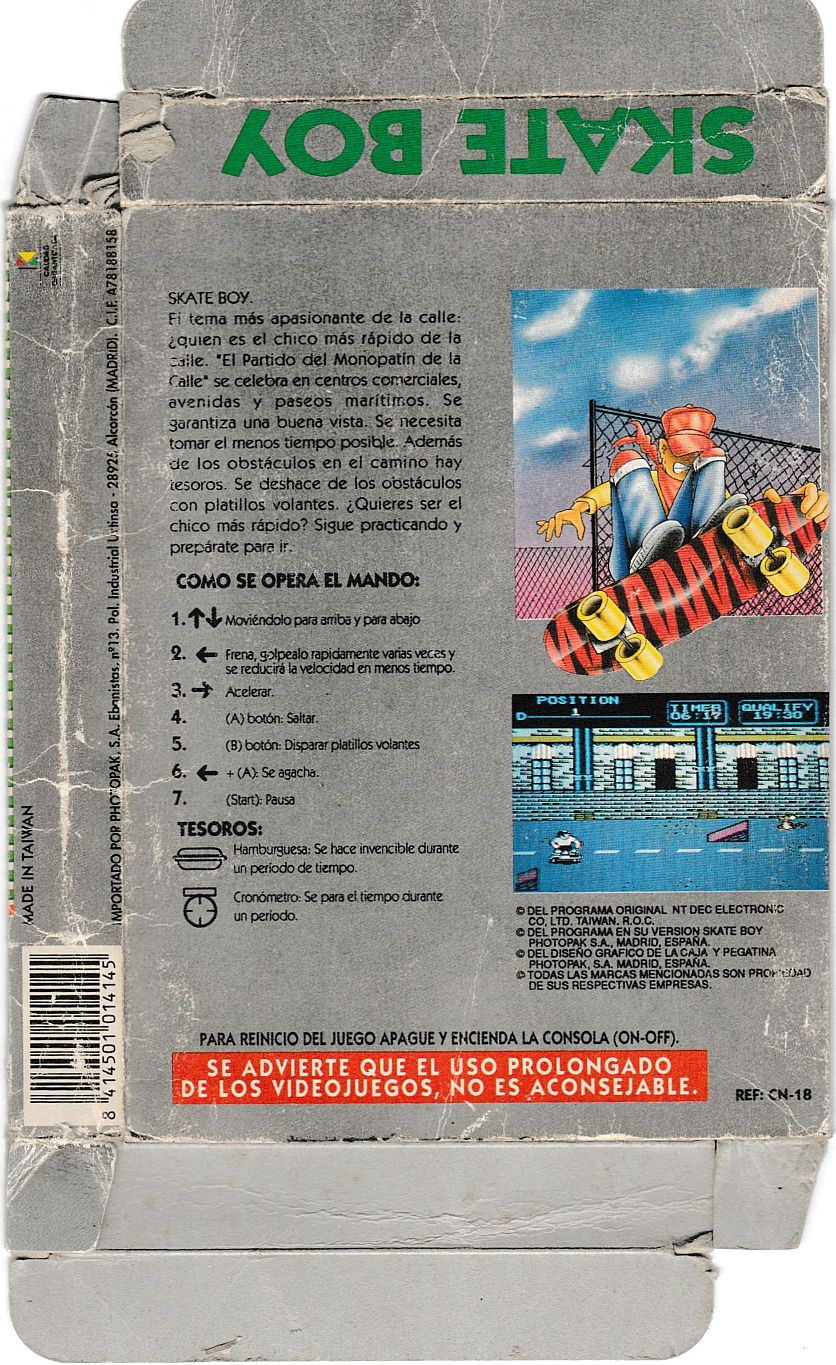 SKATE BOY
SKATE BOY.
El tema más apasionante de la calle:
¿quien es el chico más rápido de la
calle. "El Partido del Monopatín de la
Calle" se celebra en centros comerciales,
avenidas y paseos marítimos. Se
garantiza una buena vista. Se necesita
tomar el menos tiempo posible. Además
de los obstáculos en el camino hay
tesoros. Se deshace de los obstáculos
con platillos volantes. ¿Quieres ser el
chico más rápido? Sigue practicando y
prepárate para ir.
COMO SE OPERA EL MANDO:
1.↑↓ Moviéndolo para arriba y para abajo
2. ← Frena, golpealo rapidamente varias veces y
se reducirá la velocidad en menos tiempo.
3. → Acelerar.
4. (A) botón: Saltar.
5. (B) botón: Disparar platillos volantes
6. ← + (A): Se agacha.
7. (Start): Pausa
TESOROS:
Hamburguesa: Se hace invencible durante
un período de tiempo.
Cronómetro: Se para el tiempo durante
un periodo.
POSITION
D 1
TIMER
06:17
QUALIFY
19:30
© DEL PROGRAMA ORIGINAL NT DEC ELECTRONIC
CO, LTD. TAIWAN. R.O.C.
© DEL PROGRAMA EN SU VERSION SKATE BOY
PHOTOPAK S.A., MADRID, ESPAÑA.
© DEL DISEÑO GRAFICO DE LA CAJA Y PEGATINA
PHOTOPAK, S.A. MADRID, ESPAÑA.
© TODAS LAS MARCAS MENCIONADAS SON PROPIEDAD
DE SUS RESPECTIVAS EMPRESAS.
PARA REINICIO DEL JUEGO APAGUE Y ENCIENDA LA CONSOLA (ON-OFF).
SE ADVIERTE QUE EL USO PROLONGADO
DE LOS VIDEOJUEGOS, NO ES ACONSEJABLE.
REF: CN-18
IMPORTADO POR PHOTOPAK, S.A. Ebanistas, nº13. Pol. Industrial Urtinsa - 28925 Alcorcón (MADRID). C.I.F. A78188158
MADE IN TAIWAN
CALIDAD
8 414501 014145